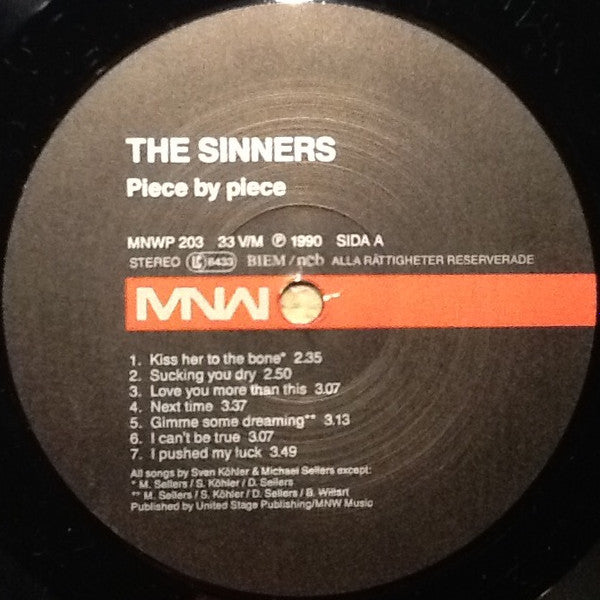 THE SINNERS
Piece by piece
MNWP 203 33 V/M ℗ 1990 SIDA A
STEREO LC 8433 BIEM/ncb ALLA RÄTTIGHETER RESERVERADE
MNW
1. Kiss her to the bone* 2.35
2. Sucking you dry 2.50
3. Love you more than this 3.07
4. Next time 3.37
5. Gimme some dreaming** 3.13
6. I can't be true 3.07
7. I pushed my luck 3.49
All songs by Sven Köhler & Michael Sellers except:
* M. Sellers / S. Köhler / D. Sellers
** M. Sellers / S. Köhler / D. Sellers / B. Willart
Published by United Stage Publishing/MNW Music